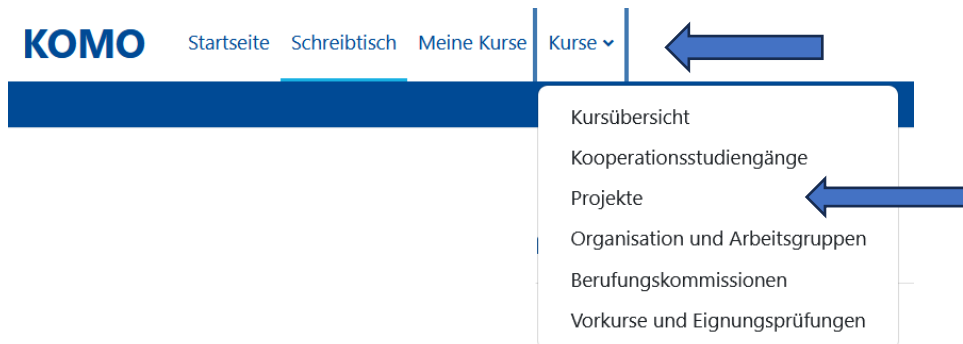 KOMO Startseite Schreibtisch Meine Kurse Kurse
Kursübersicht
Kooperationsstudiengänge
Projekte
Organisation und Arbeitsgruppen
Berufungskommissionen
Vorkurse und Eignungsprüfungen